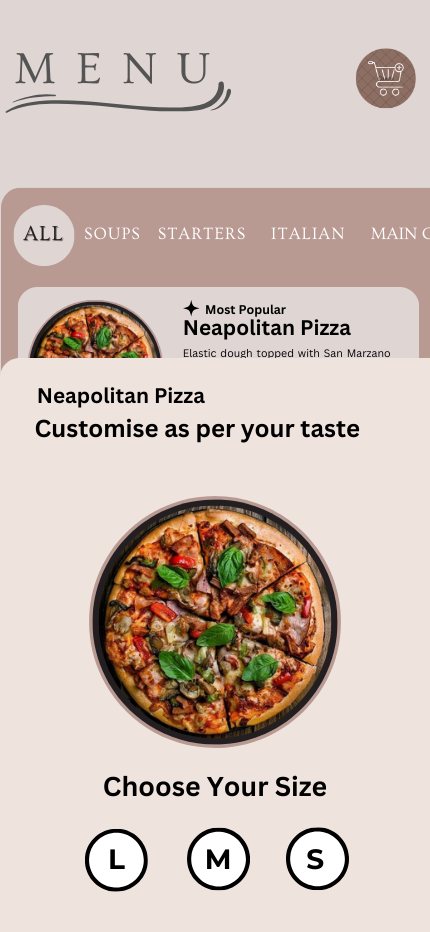 MENU
ALL SOUPS STARTERS ITALIAN MAIN
Most Popular
Neapolitan Pizza
Elastic dough topped with San Marzano
Neapolitan Pizza
Customise as per your taste
Choose Your Size
L M S